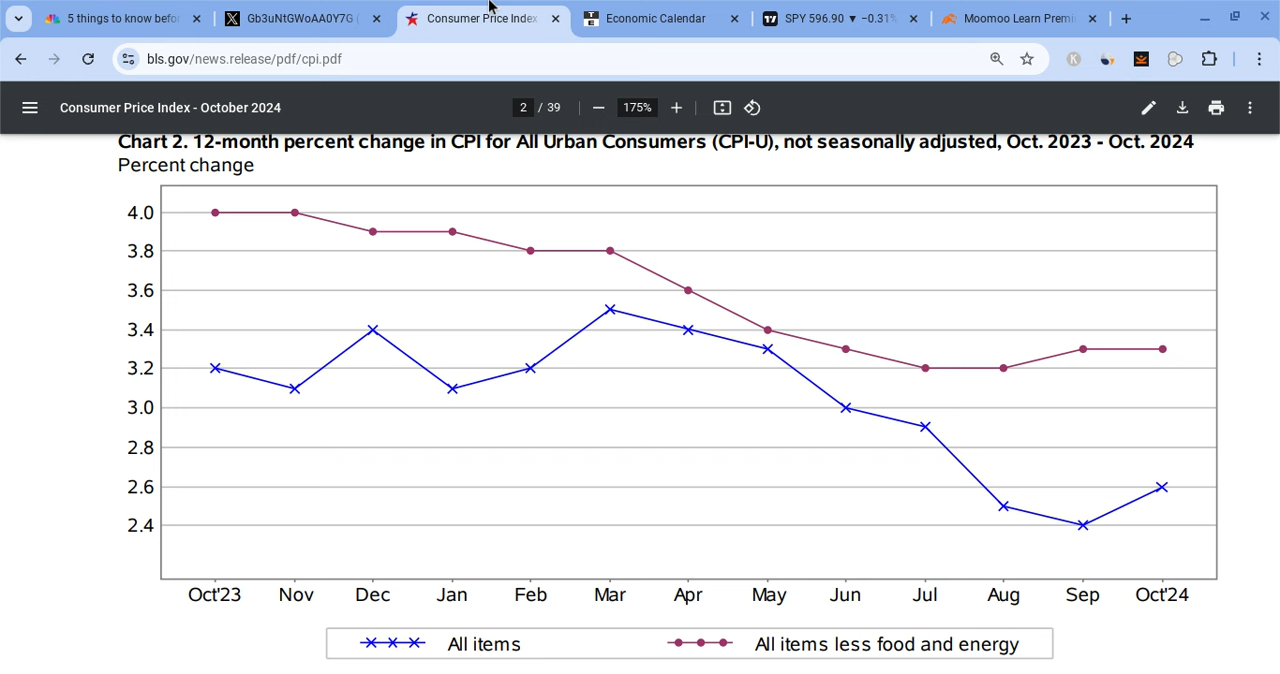 5 things to know befo
Gb3uNtGWoAA0Y7G (
Consumer Price Index
Economic Calendar
SPY 596.90 ▼ −0.31%
Moomoo Learn Premi
bls.gov/news.release/pdf/cpi.pdf
Consumer Price Index - October 2024
2 / 39
175%
Chart 2. 12-month percent change in CPI for All Urban Consumers (CPI-U), not seasonally adjusted, Oct. 2023 - Oct. 2024
Percent change
4.0
3.8
3.6
3.4
3.2
3.0
2.8
2.6
2.4
Oct'23 Nov Dec Jan Feb Mar Apr May Jun Jul Aug Sep Oct'24
All items All items less food and energy